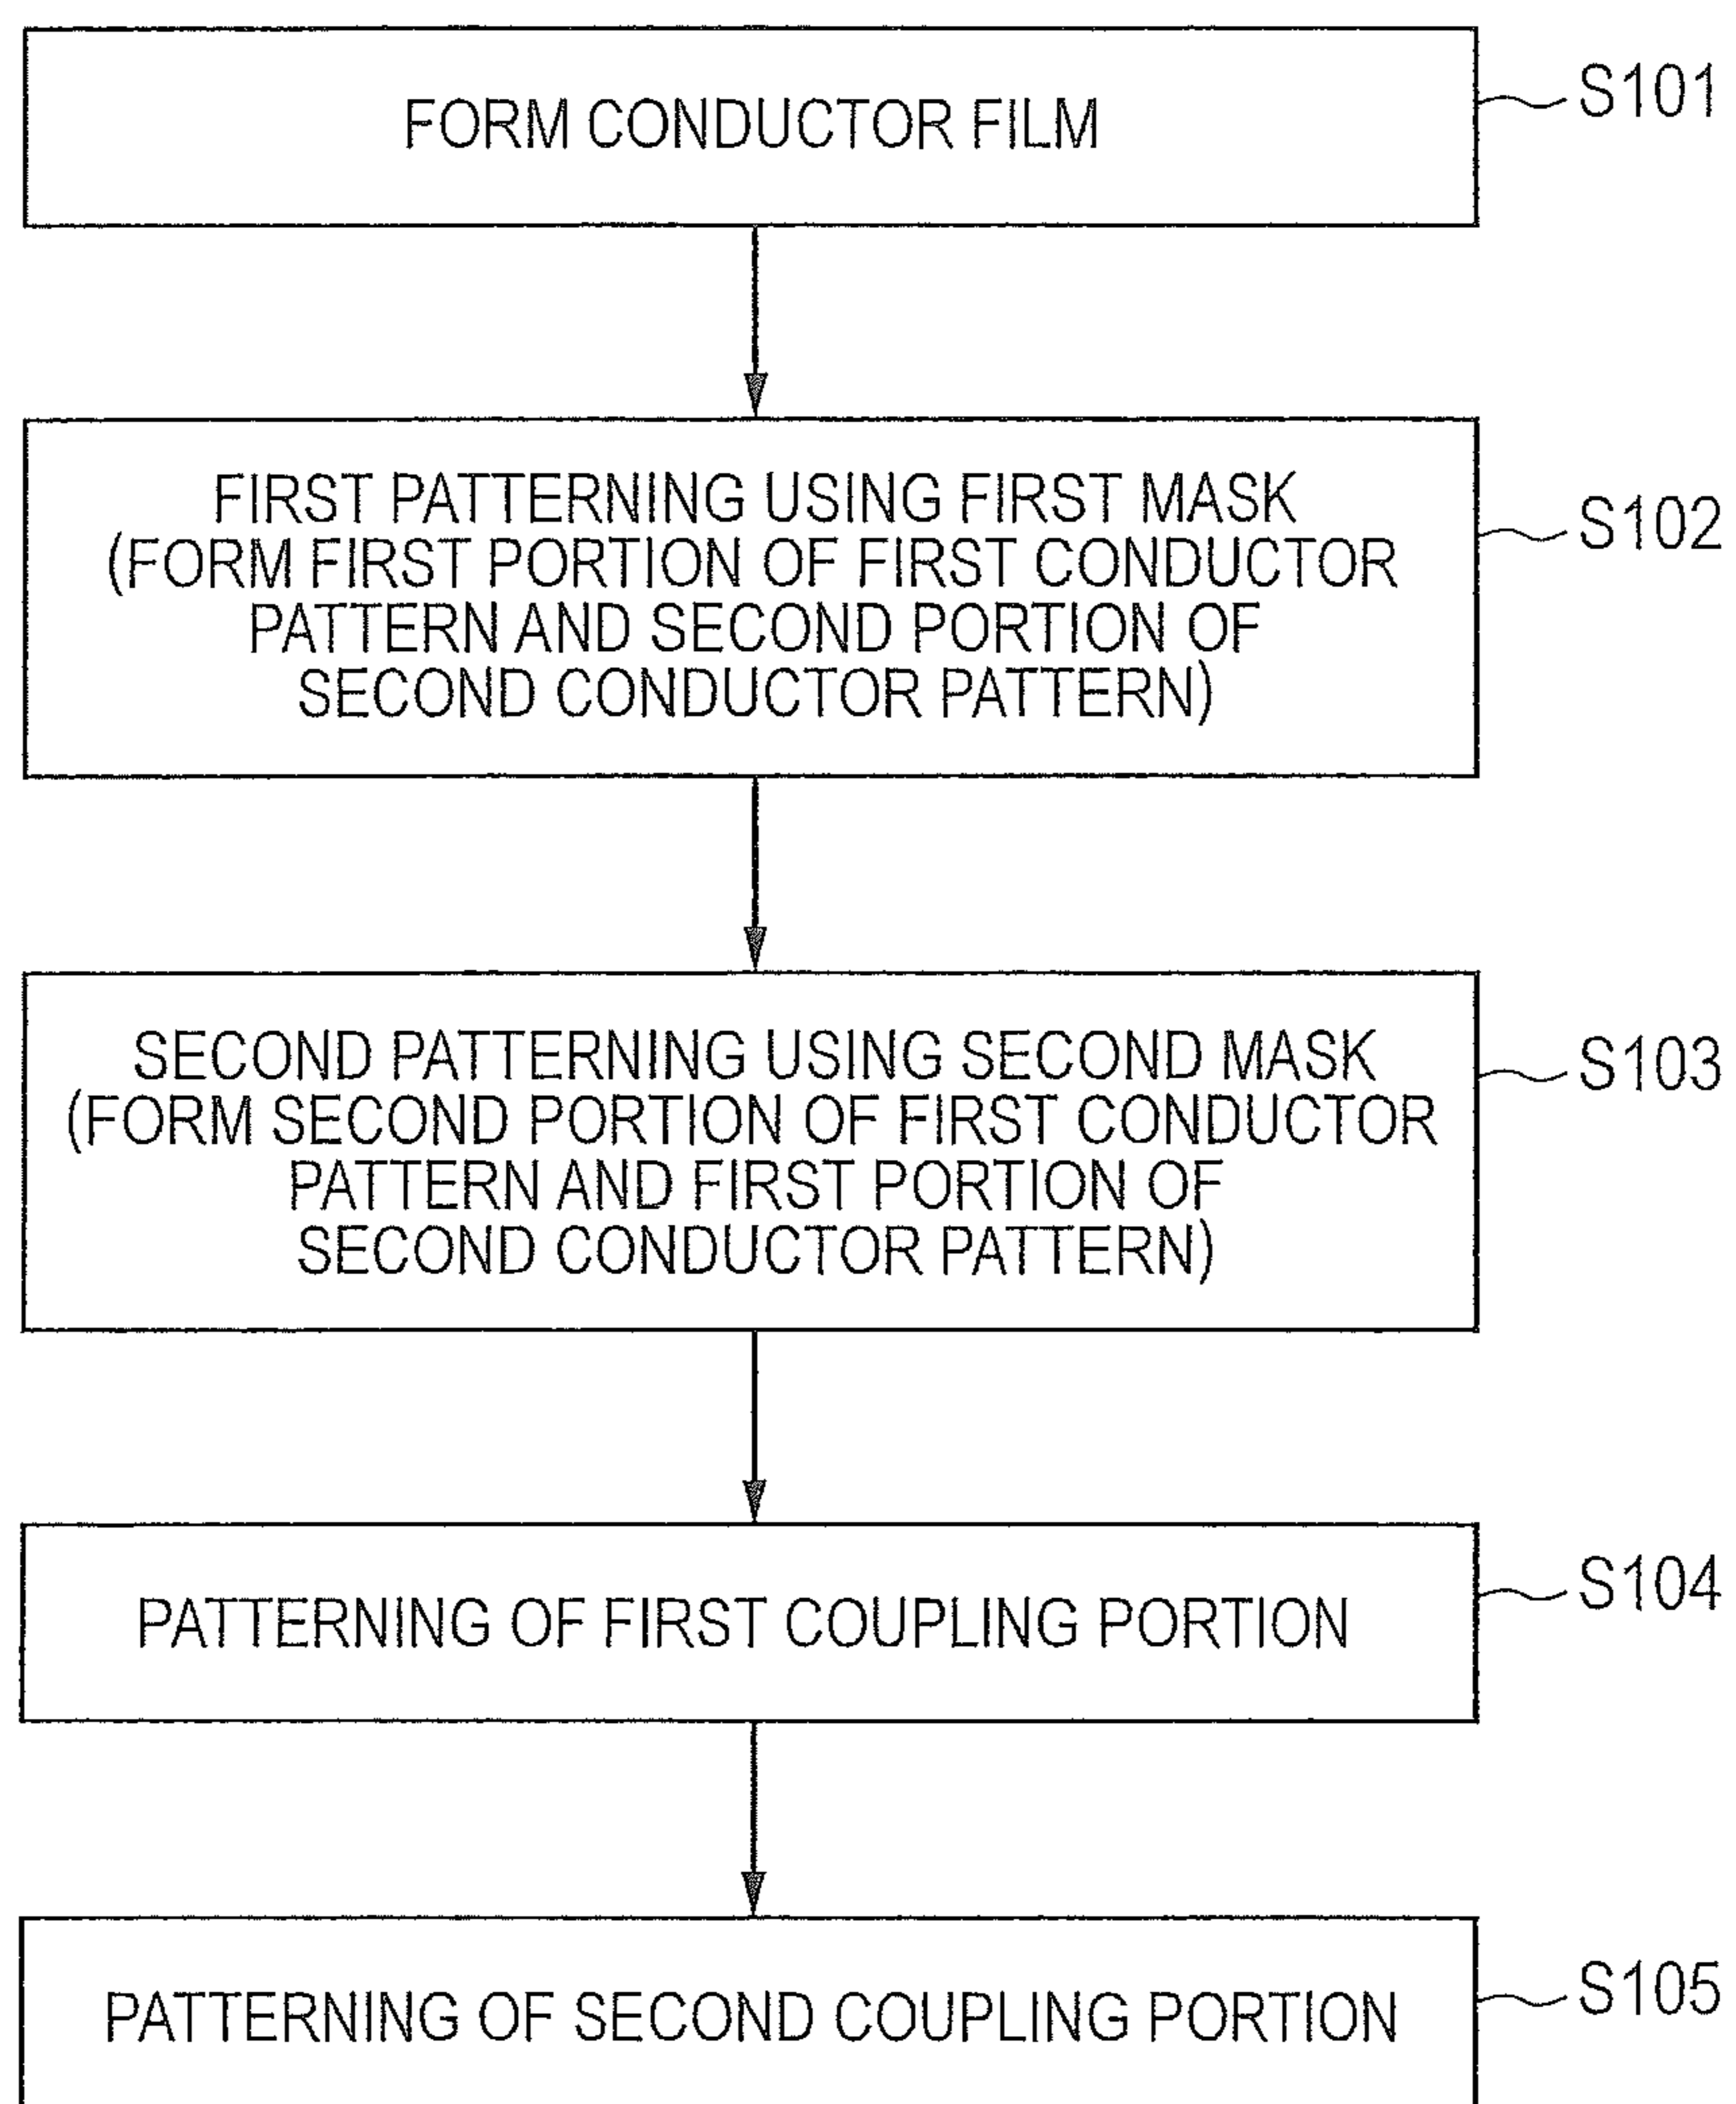 FORM CONDUCTOR FILM
S101
FIRST PATTERNING USING FIRST MASK
(FORM FIRST PORTION OF FIRST CONDUCTOR
PATTERN AND SECOND PORTION OF
SECOND CONDUCTOR PATTERN)
S102
SECOND PATTERNING USING SECOND MASK
(FORM SECOND PORTION OF FIRST CONDUCTOR
PATTERN AND FIRST PORTION OF
SECOND CONDUCTOR PATTERN)
S103
PATTERNING OF FIRST COUPLING PORTION
S104
PATTERNING OF SECOND COUPLING PORTION
S105